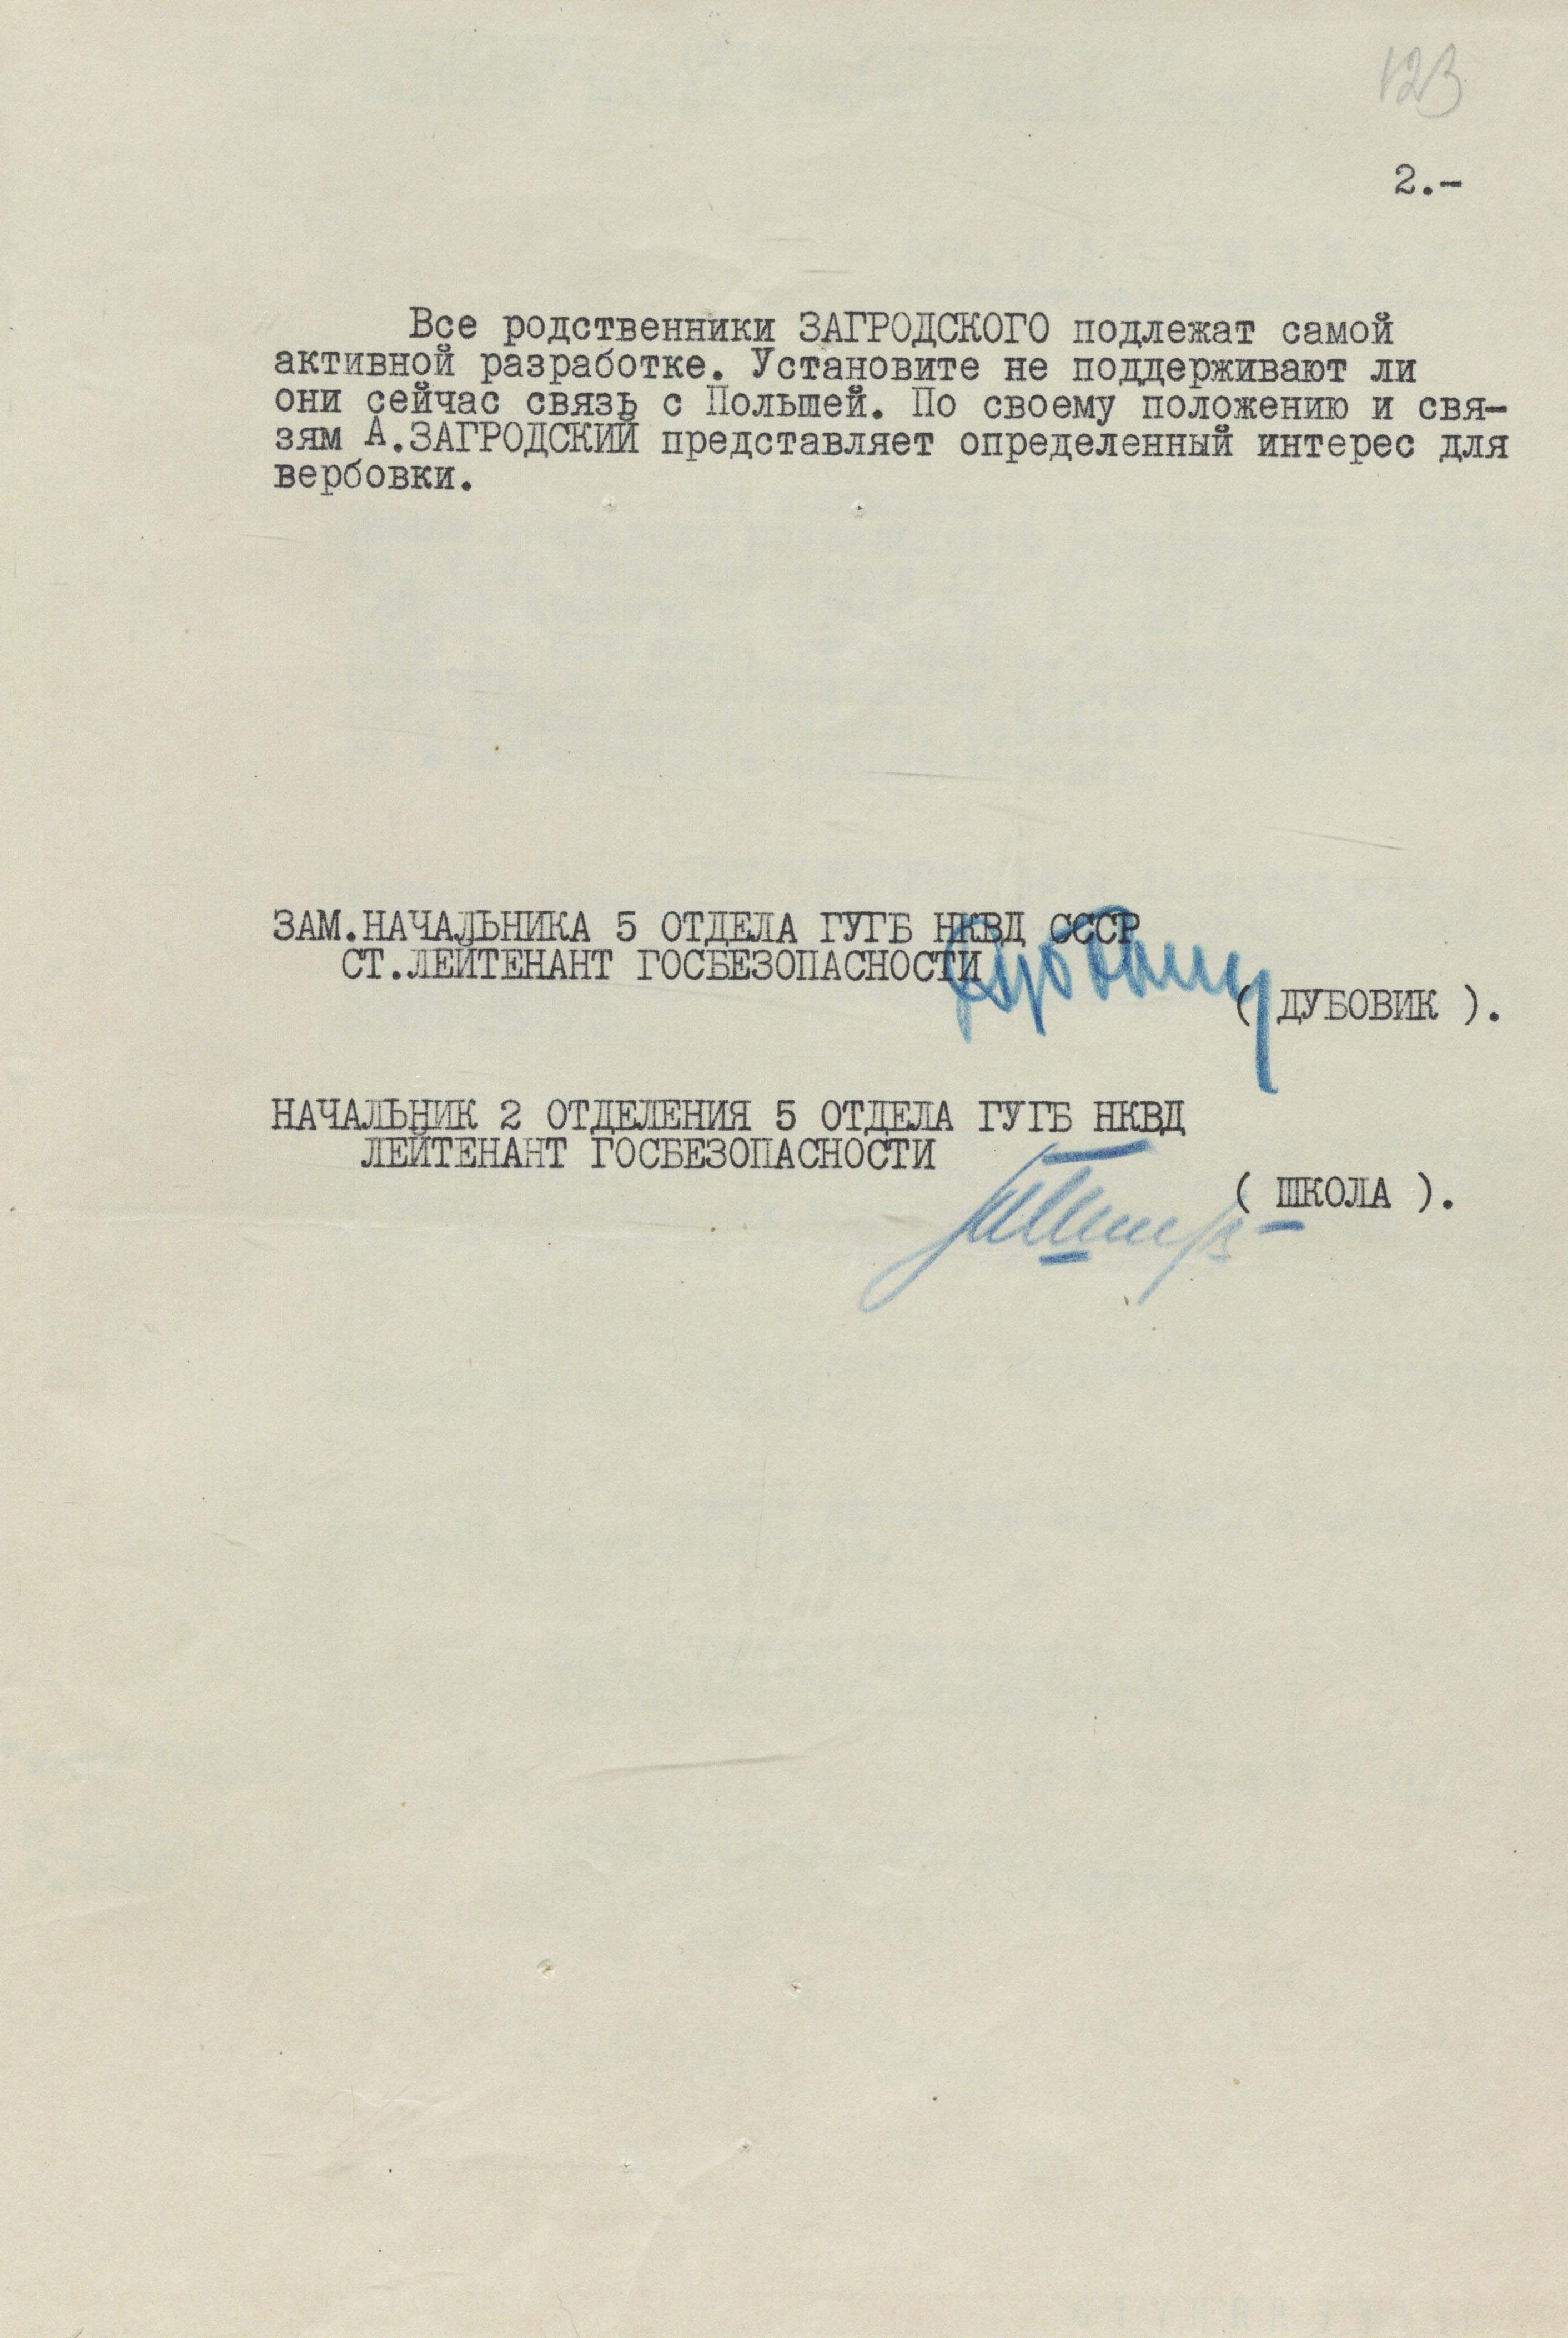 123
2.-
Все родственники ЗАГРОДСКОГО подлежат самой
активной разработке. Установите не поддерживают ли
они сейчас связь с Польшей. По своему положению и свя-
зям А.ЗАГРОДСКИЙ представляет определенный интерес для
вербовки.
ЗАМ.НАЧАЛЬНИКА 5 ОТДЕЛА ГУГБ НКВД СССР
СТ.ЛЕЙТЕНАНТ ГОСБЕЗОПАСНОСТИ
( ДУБОВИК ).
НАЧАЛЬНИК 2 ОТДЕЛЕНИЯ 5 ОТДЕЛА ГУГБ НКВД
ЛЕЙТЕНАНТ ГОСБЕЗОПАСНОСТИ
( ШКОЛА ).